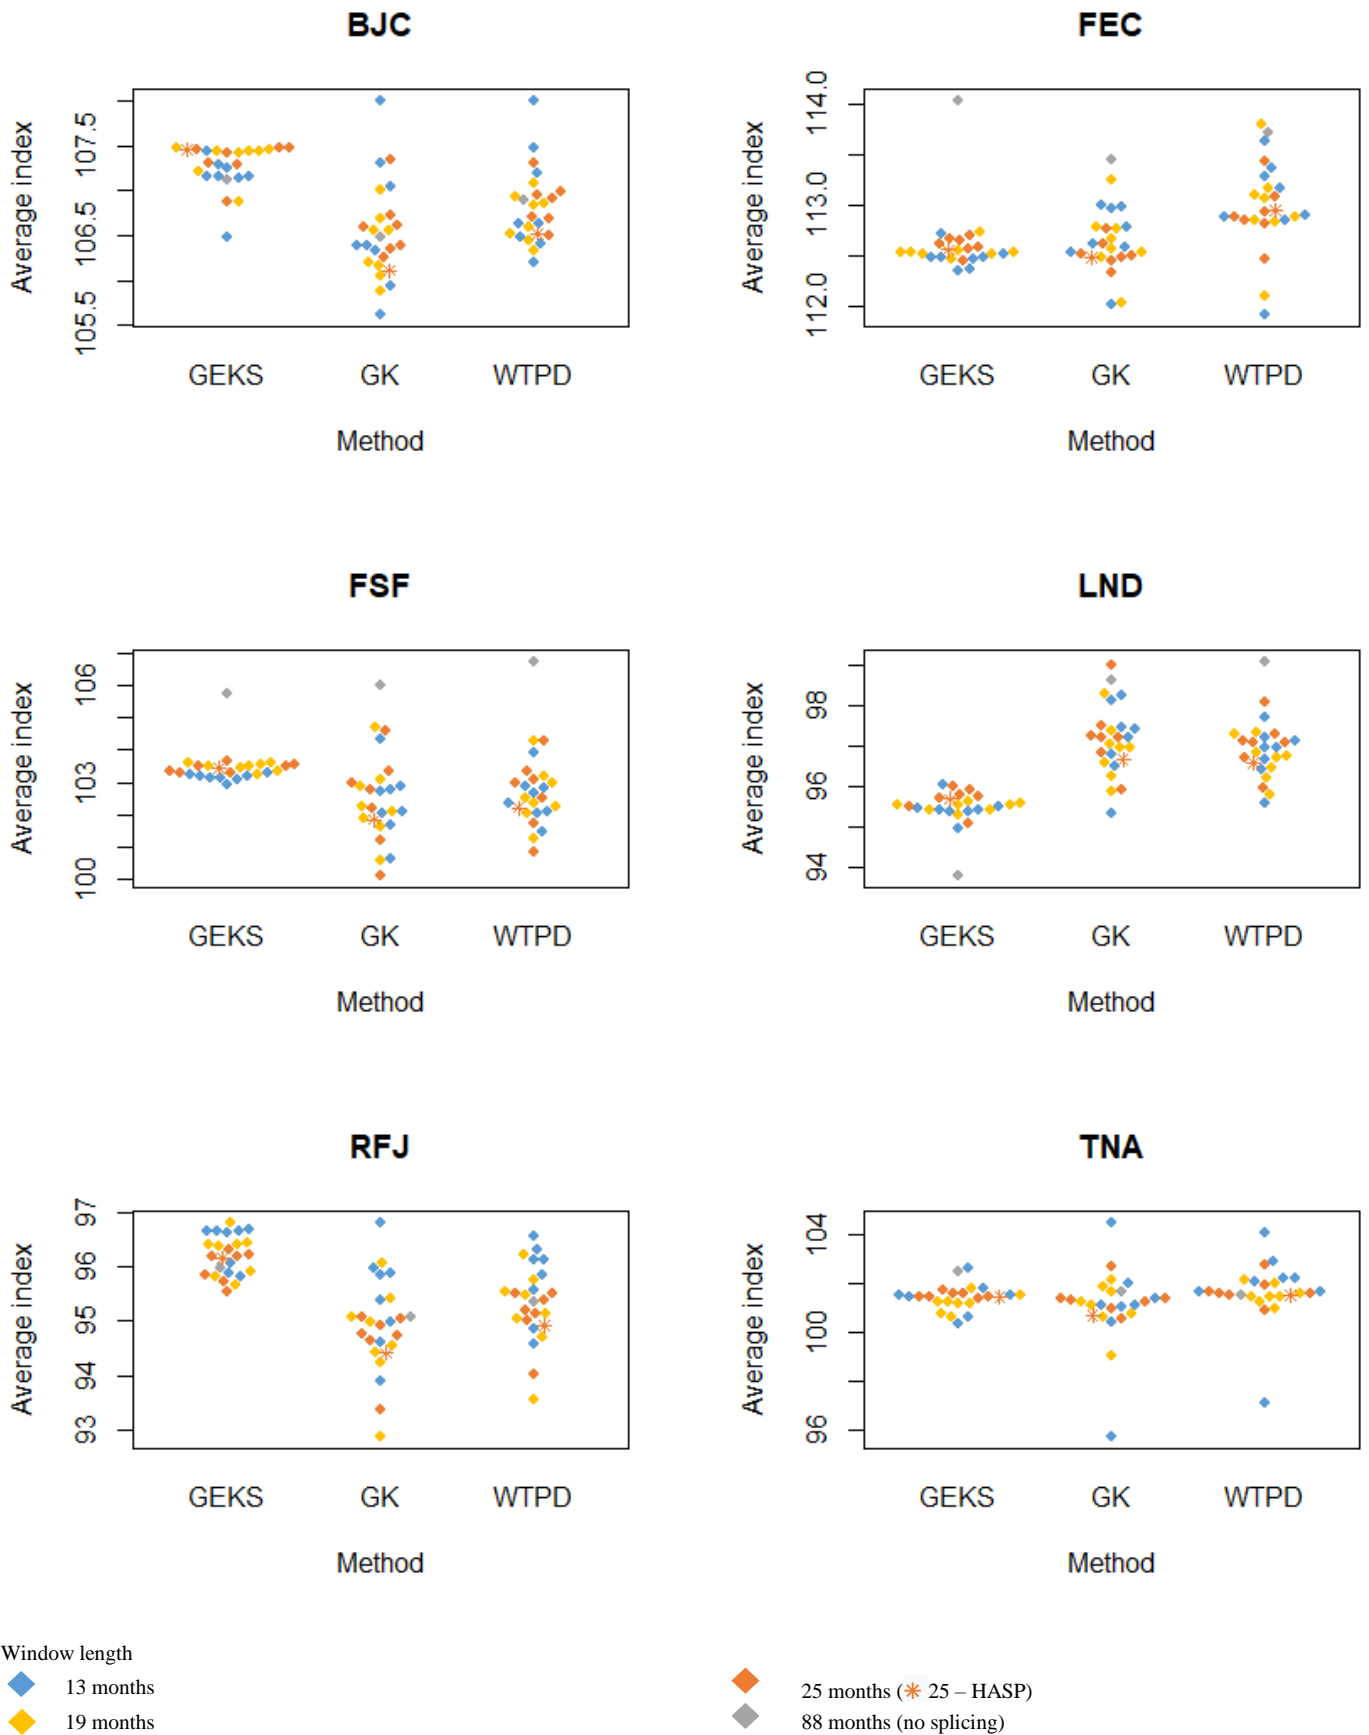 BJC
Average index
107.5
106.5
105.5
GEKS GK WTPD
Method
FEC
Average index
114.0
113.0
112.0
GEKS GK WTPD
Method
FSF
Average index
106
103
100
GEKS GK WTPD
Method
LND
Average index
98
96
94
GEKS GK WTPD
Method
RFJ
Average index
97
96
95
94
93
GEKS GK WTPD
Method
TNA
Average index
104
100
96
GEKS GK WTPD
Method
Window length
13 months
19 months
25 months (✳ 25 – HASP)
88 months (no splicing)